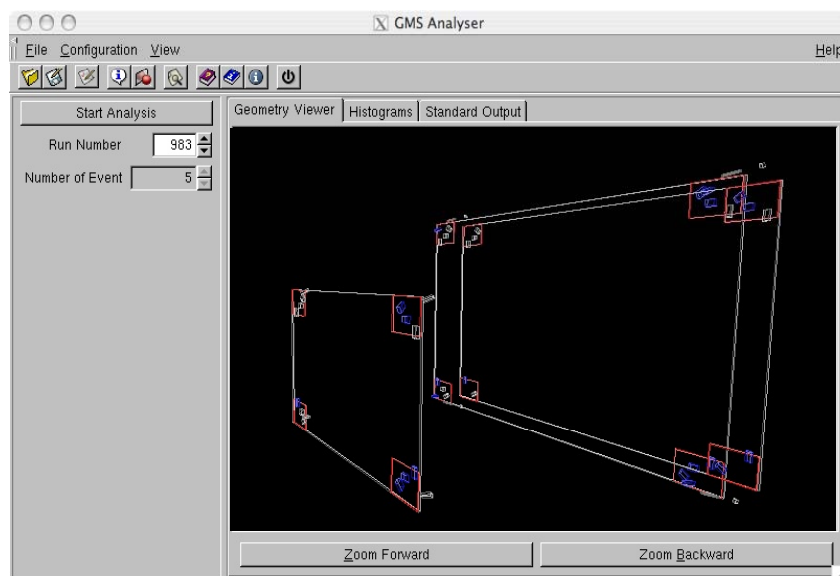 GMS Analyser
File Configuration View Help
Start Analysis
Geometry Viewer Histograms Standard Output
Run Number 983
Number of Event 5
Zoom Forward Zoom Backward